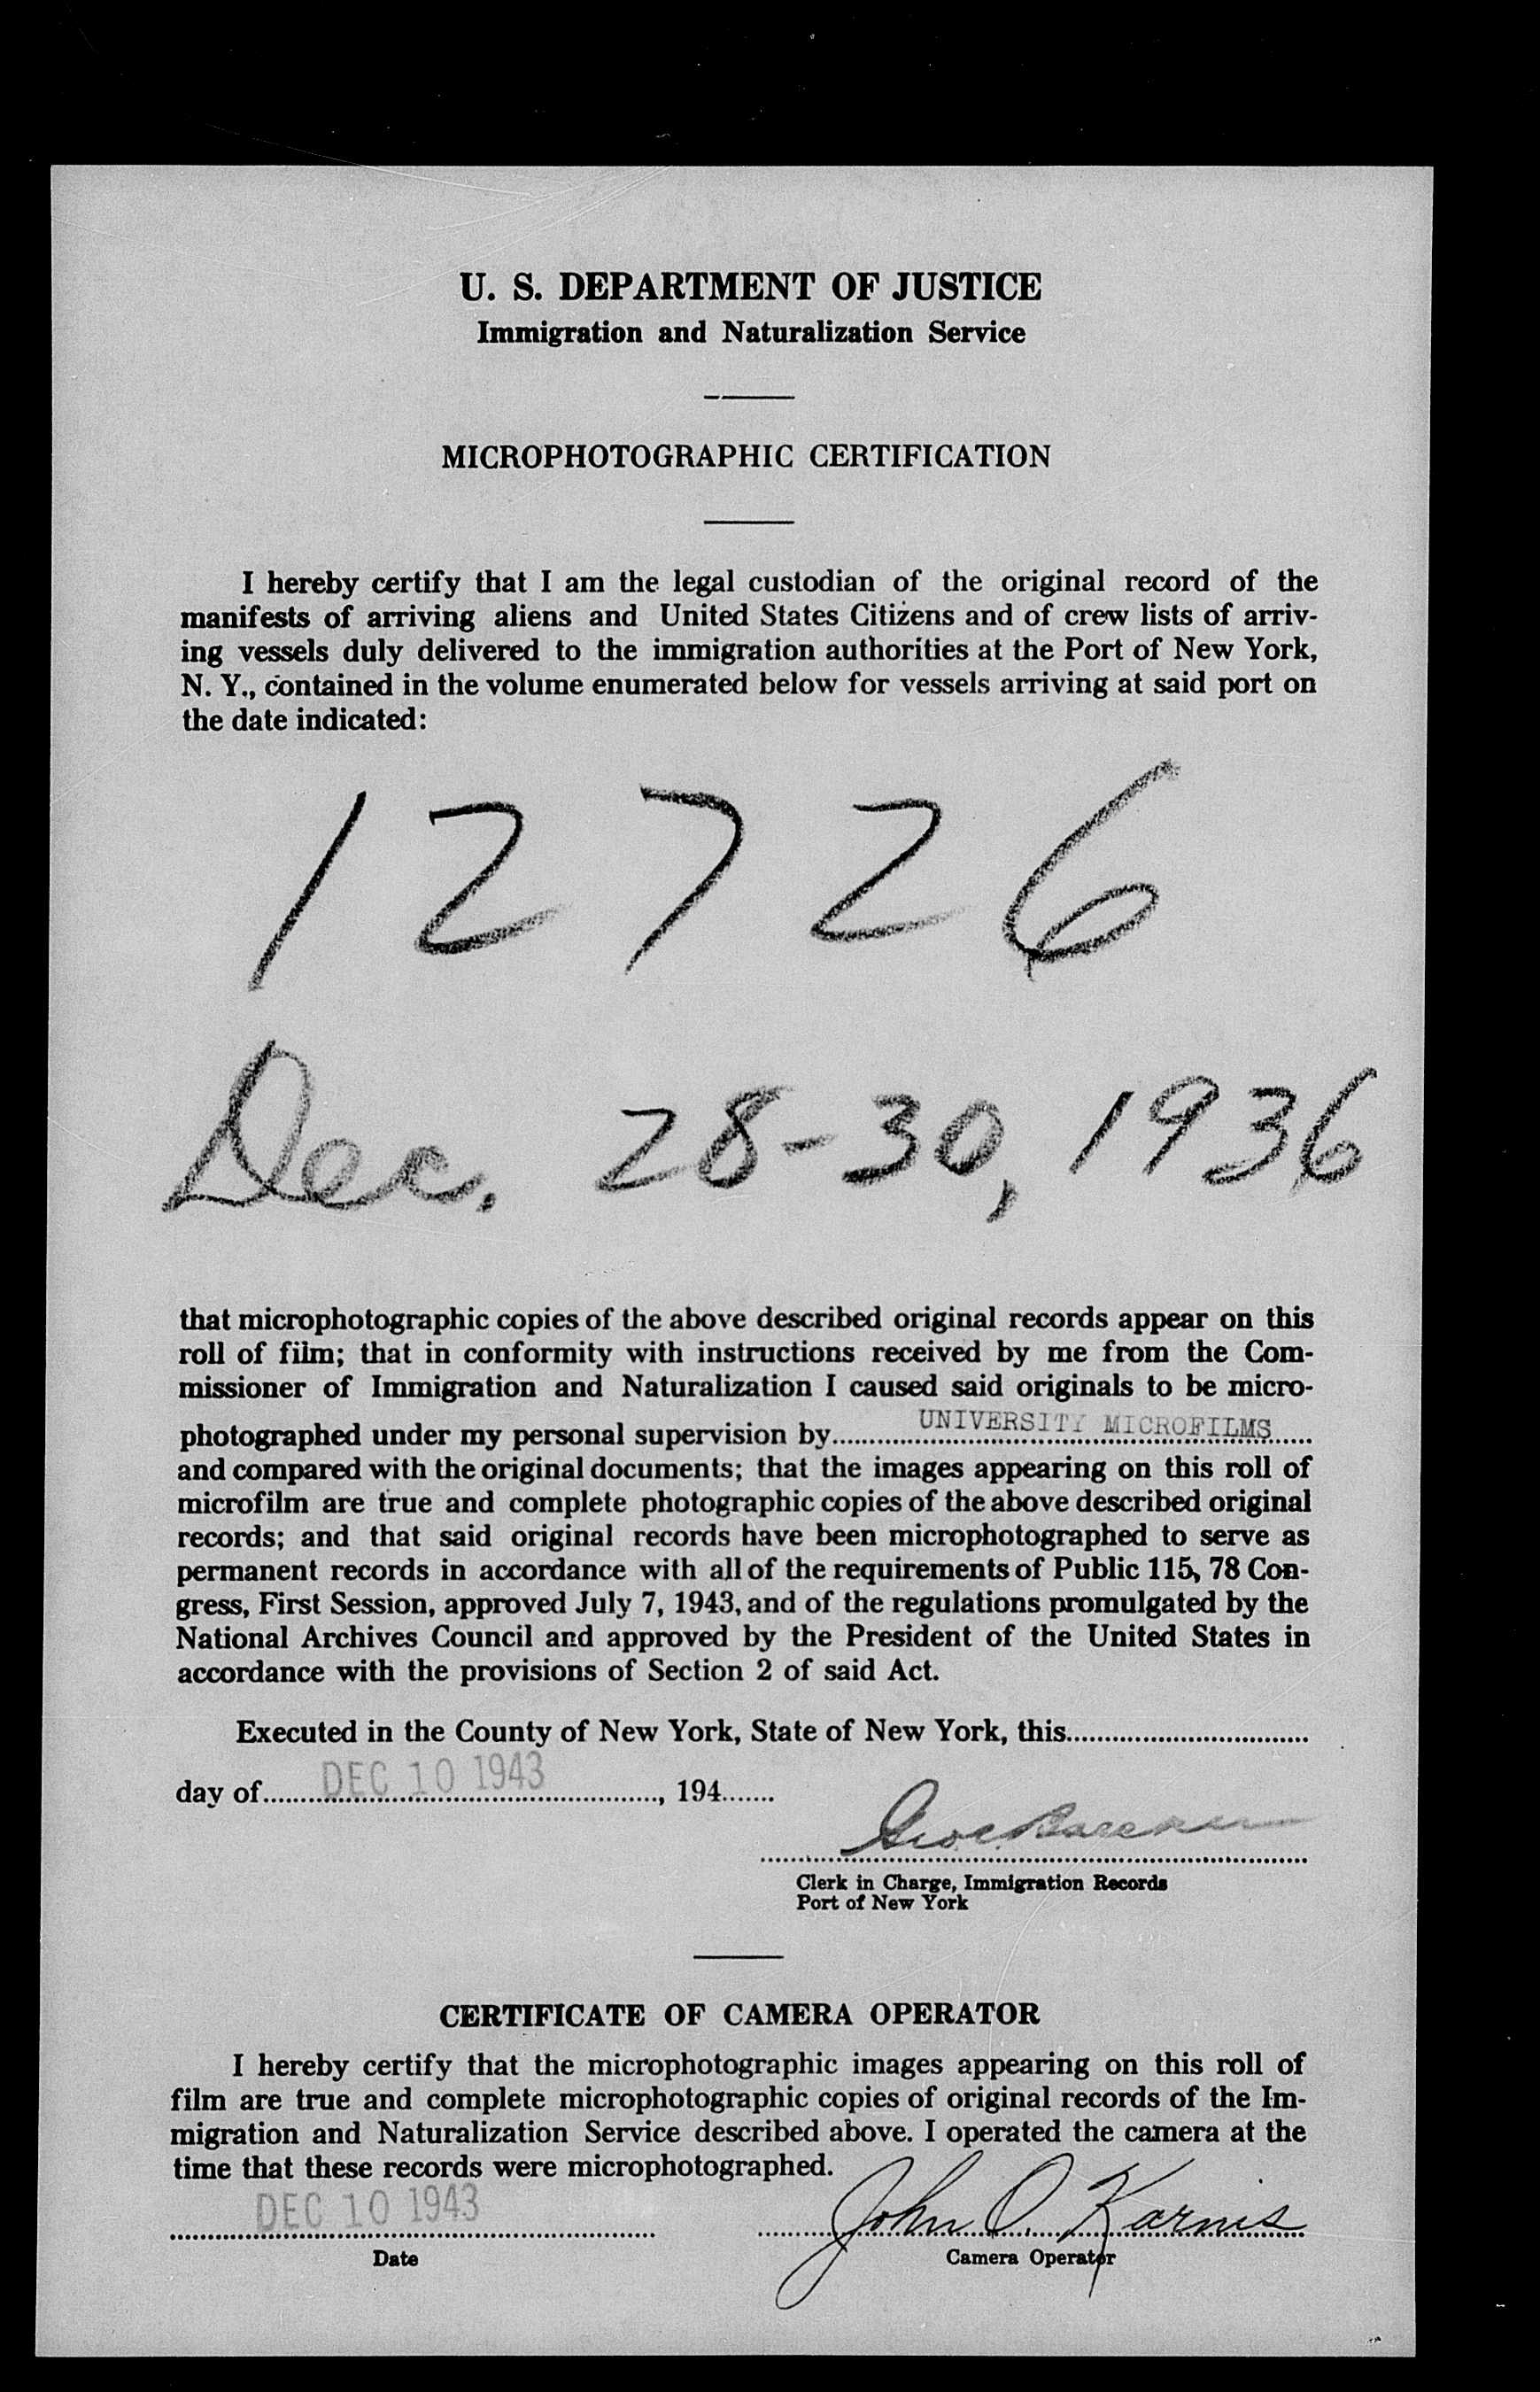 U. S. DEPARTMENT OF JUSTICE
Immigration and Naturalization Service
MICROPHOTOGRAPHIC CERTIFICATION
I hereby certify that I am the legal custodian of the original record of the
manifests of arriving aliens and United States Citizens and of crew lists of arriv-
ing vessels duly delivered to the immigration authorities at the Port of New York,
N. Y., contained in the volume enumerated below for vessels arriving at said port on
the date indicated:
12726
Dec. 28-30, 1936
that microphotographic copies of the above described original records appear on this
roll of film; that in conformity with instructions received by me from the Com-
missioner of Immigration and Naturalization I caused said originals to be micro-
photographed under my personal supervision by UNIVERSITY MICROFILMS
and compared with the original documents; that the images appearing on this roll of
microfilm are true and complete photographic copies of the above described original
records; and that said original records have been microphotographed to serve as
permanent records in accordance with all of the requirements of Public 115, 78 Con-
gress, First Session, approved July 7, 1943, and of the regulations promulgated by the
National Archives Council and approved by the President of the United States in
accordance with the provisions of Section 2 of said Act.
Executed in the County of New York, State of New York, this
day of DEC 10 1943, 194
Clerk in Charge, Immigration Records
Port of New York
CERTIFICATE OF CAMERA OPERATOR
I hereby certify that the microphotographic images appearing on this roll of
film are true and complete microphotographic copies of original records of the Im-
migration and Naturalization Service described above. I operated the camera at the
time that these records were microphotographed.
DEC 10 1943 John O. Karnis
Date Camera Operator